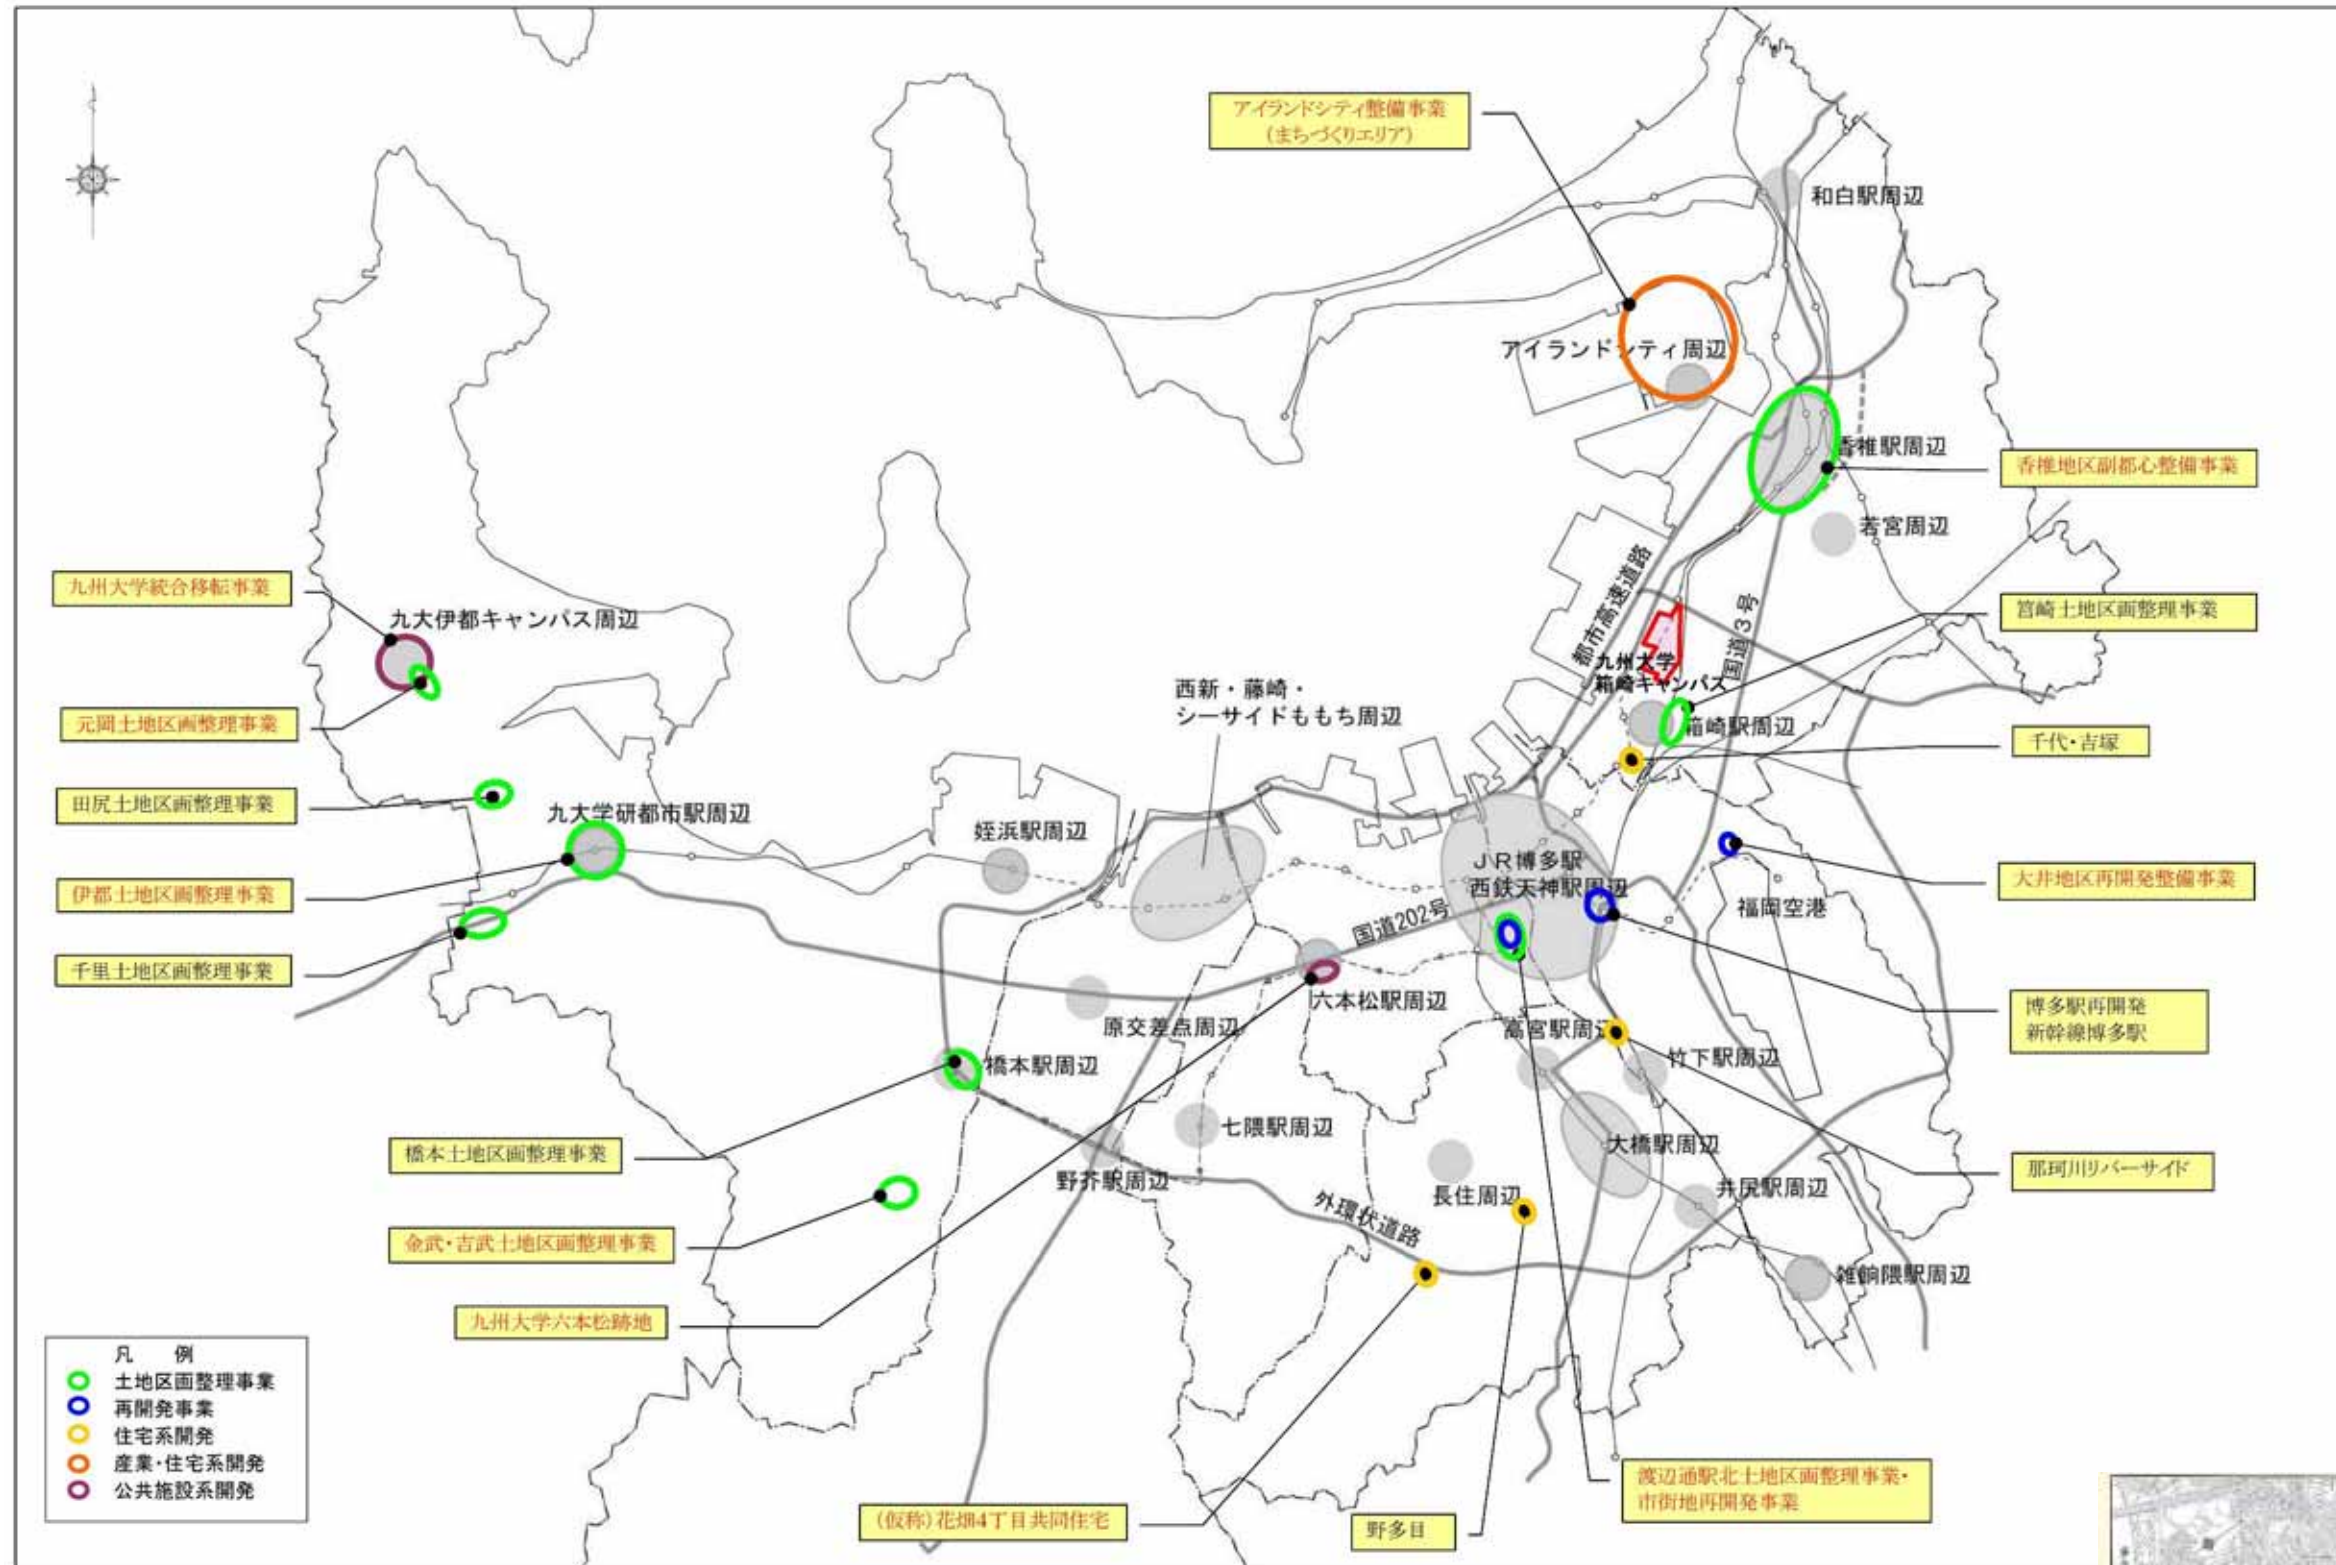 アイランドシティ整備事業
(まちづくりエリア)
和白駅周辺
アイランドシティ周辺
香椎駅周辺
香椎地区副都心整備事業
若宮周辺
都市高速道路
国道3号
九州大学統合移転事業
九大伊都キャンパス周辺
筥崎土地区画整理事業
九州大学
箱崎キャンパス
西新・藤崎・
シーサイドももち周辺
元岡土地区画整理事業
箱崎駅周辺
千代・吉塚
田尻土地区画整理事業
九大学研都市駅周辺
姪浜駅周辺
JR博多駅
西鉄天神駅周辺
大井地区再開発整備事業
伊都土地区画整理事業
国道202号
福岡空港
千里土地区画整理事業
六本松駅周辺
博多駅再開発
新幹線博多駅
原交差点周辺
高宮駅周辺
竹下駅周辺
橋本駅周辺
七隈駅周辺
大橋駅周辺
橋本土地区画整理事業
野芥駅周辺
長住周辺
井尻駅周辺
那珂川リバーサイド
外環状道路
金武・吉武土地区画整理事業
雑餉隈駅周辺
九州大学六本松跡地
凡 例
土地区画整理事業
再開発事業
住宅系開発
産業・住宅系開発
公共施設系開発
渡辺通駅北土地区画整理事業・
市街地再開発事業
(仮称)花畑4丁目共同住宅
野多目